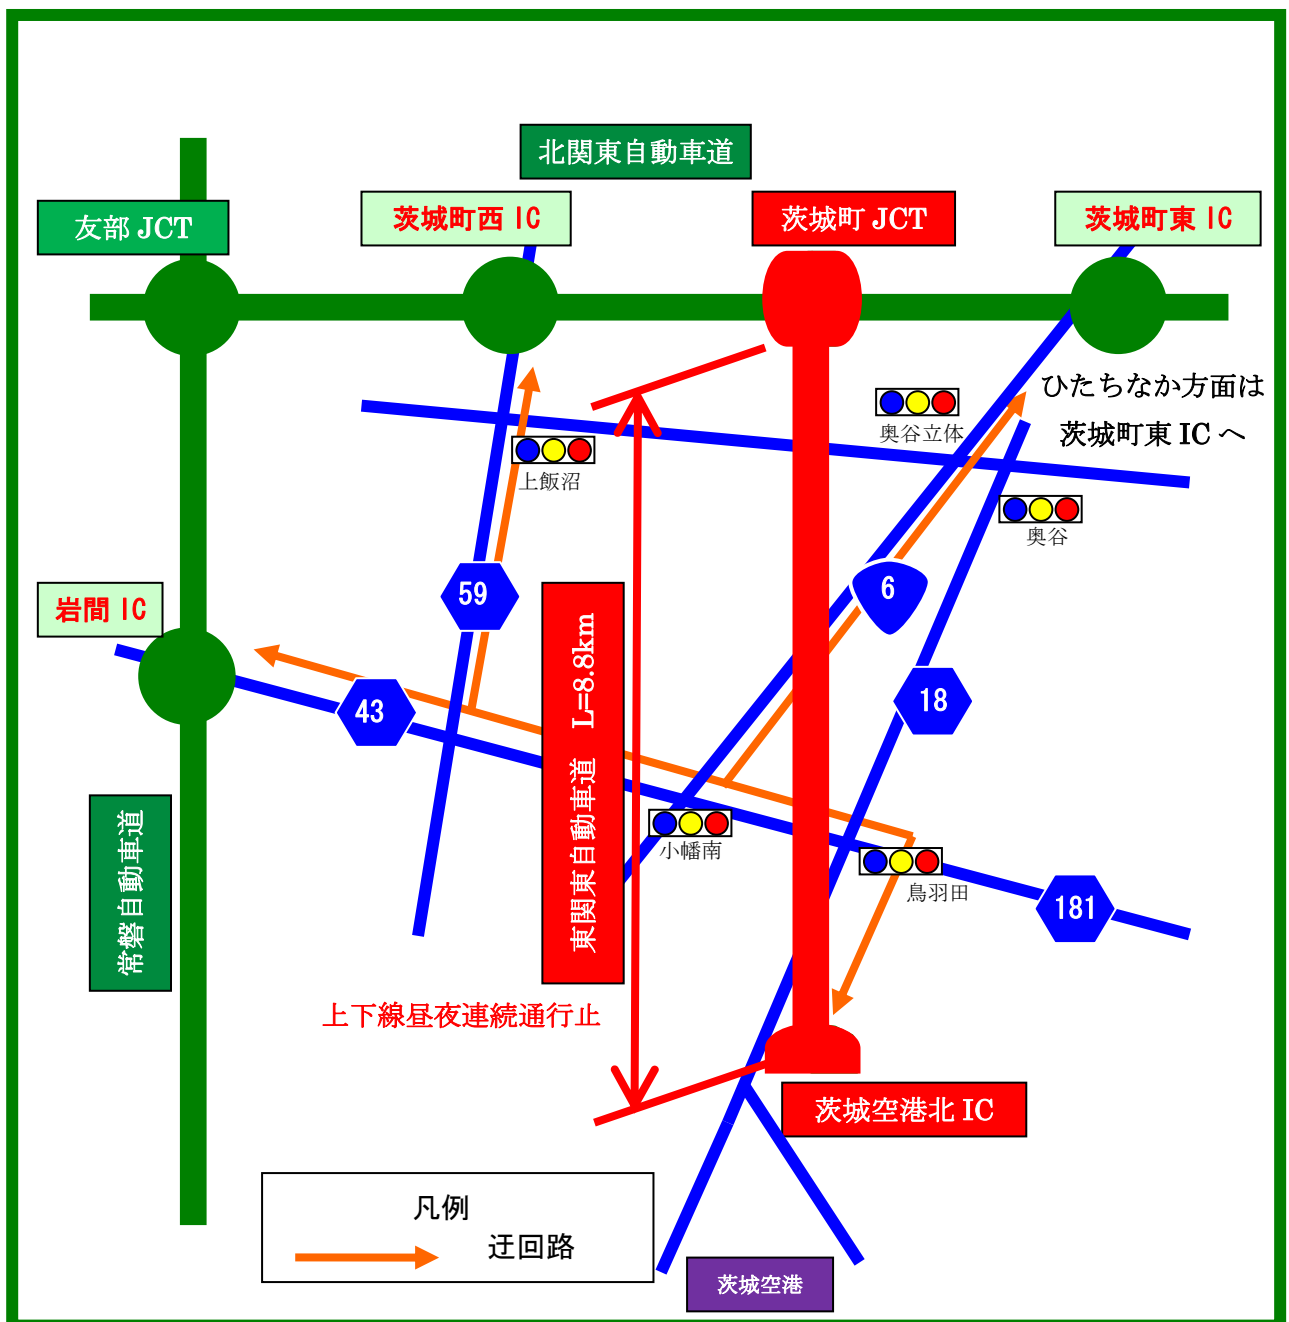 北関東自動車道
友部 JCT
茨城町西 IC
茨城町 JCT
茨城町東 IC
ひたちなか方面は
茨城町東 IC へ
奥谷立体
上飯沼
奥谷
岩間 IC
59
6
43
18
東関東自動車道 L=8.8km
小幡南
鳥羽田
181
常磐自動車道
上下線昼夜連続通行止
茨城空港北 IC
凡例
迂回路
茨城空港